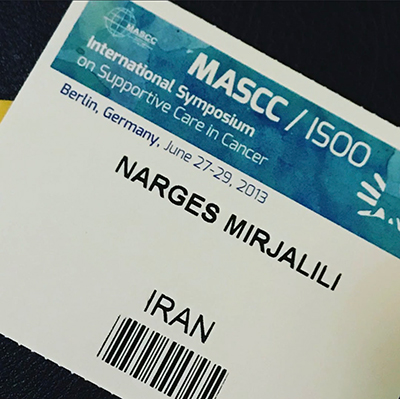 MASCC
MASCC / ISOO
International Symposium
on Supportive Care in Cancer
Berlin, Germany, June 27-29, 2013
NARGES MIRJALILI
IRAN